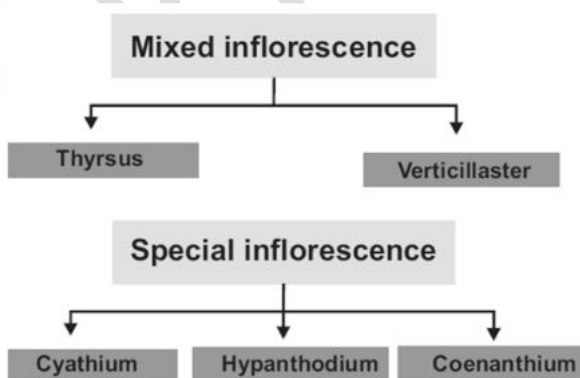 Mixed inflorescence
Thyrsus
Verticillaster
Special inflorescence
Cyathium
Hypanthodium
Coenanthium